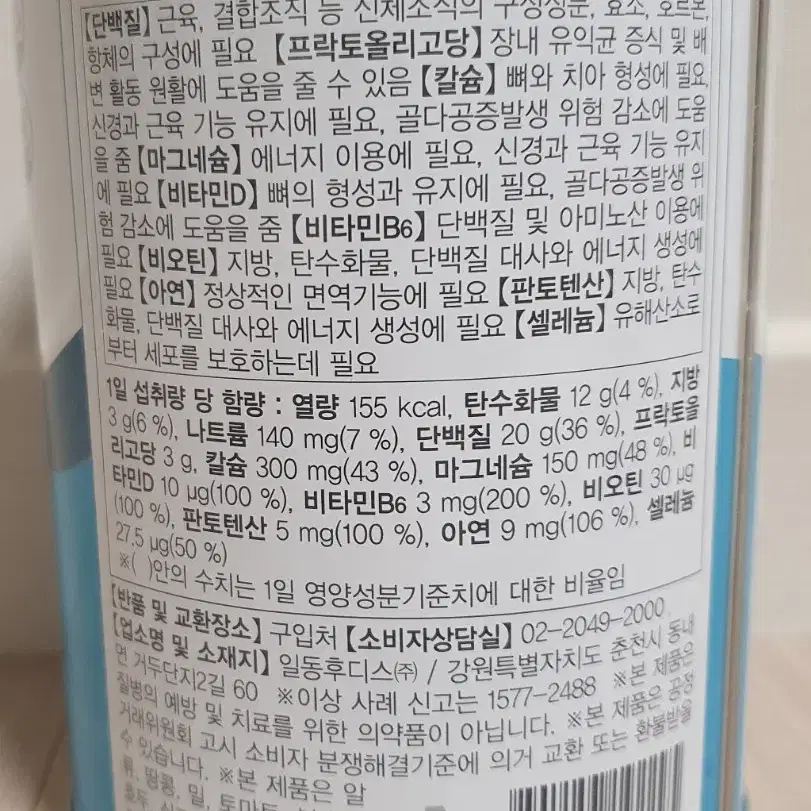 【단백질】 근육, 결합조직 등 신체조직의 구성성분, 효소, 호르몬,
항체의 구성에 필요 【프락토올리고당】 장내 유익균 증식 및 배
변 활동 원활에 도움을 줄 수 있음 【칼슘】 뼈와 치아 형성에 필요,
신경과 근육 기능 유지에 필요, 골다공증발생 위험 감소에 도움
을 줌 【마그네슘】 에너지 이용에 필요, 신경과 근육 기능 유지
에 필요 【비타민D】 뼈의 형성과 유지에 필요, 골다공증발생 위
험 감소에 도움을 줌 【비타민B6】 단백질 및 아미노산 이용에
필요 【비오틴】 지방, 탄수화물, 단백질 대사와 에너지 생성에
필요 【아연】 정상적인 면역기능에 필요 【판토텐산】 지방, 탄수
화물, 단백질 대사와 에너지 생성에 필요 【셀레늄】 유해산소로
부터 세포를 보호하는데 필요
1일 섭취량 당 함량 : 열량 155 kcal, 탄수화물 12 g(4 %), 지방
3 g(6 %), 나트륨 140 mg(7 %), 단백질 20 g(36 %), 프락토올
리고당 3 g, 칼슘 300 mg(43 %), 마그네슘 150 mg(48 %), 비
타민D 10 µg(100 %), 비타민B6 3 mg(200 %), 비오틴 30 µg
(100 %), 판토텐산 5 mg(100 %), 아연 9 mg(106 %), 셀레늄
27.5 µg(50 %)
※( )안의 수치는 1일 영양성분기준치에 대한 비율임
【반품 및 교환장소】 구입처 【소비자상담실】 02-2049-2000,
【업소명 및 소재지】 일동후디스㈜ / 강원특별자치도 춘천시 동내
면 거두단지2길 60 ※이상 사례 신고는 1577-2488 ※본 제품은
질병의 예방 및 치료를 위한 의약품이 아닙니다. ※본 제품은 공정
거래위원회 고시 소비자 분쟁해결기준에 의거 교환 또는 환불받을
수 있습니다. ※본 제품은 알
류, 땅콩, 밀, 토마토,
호두,